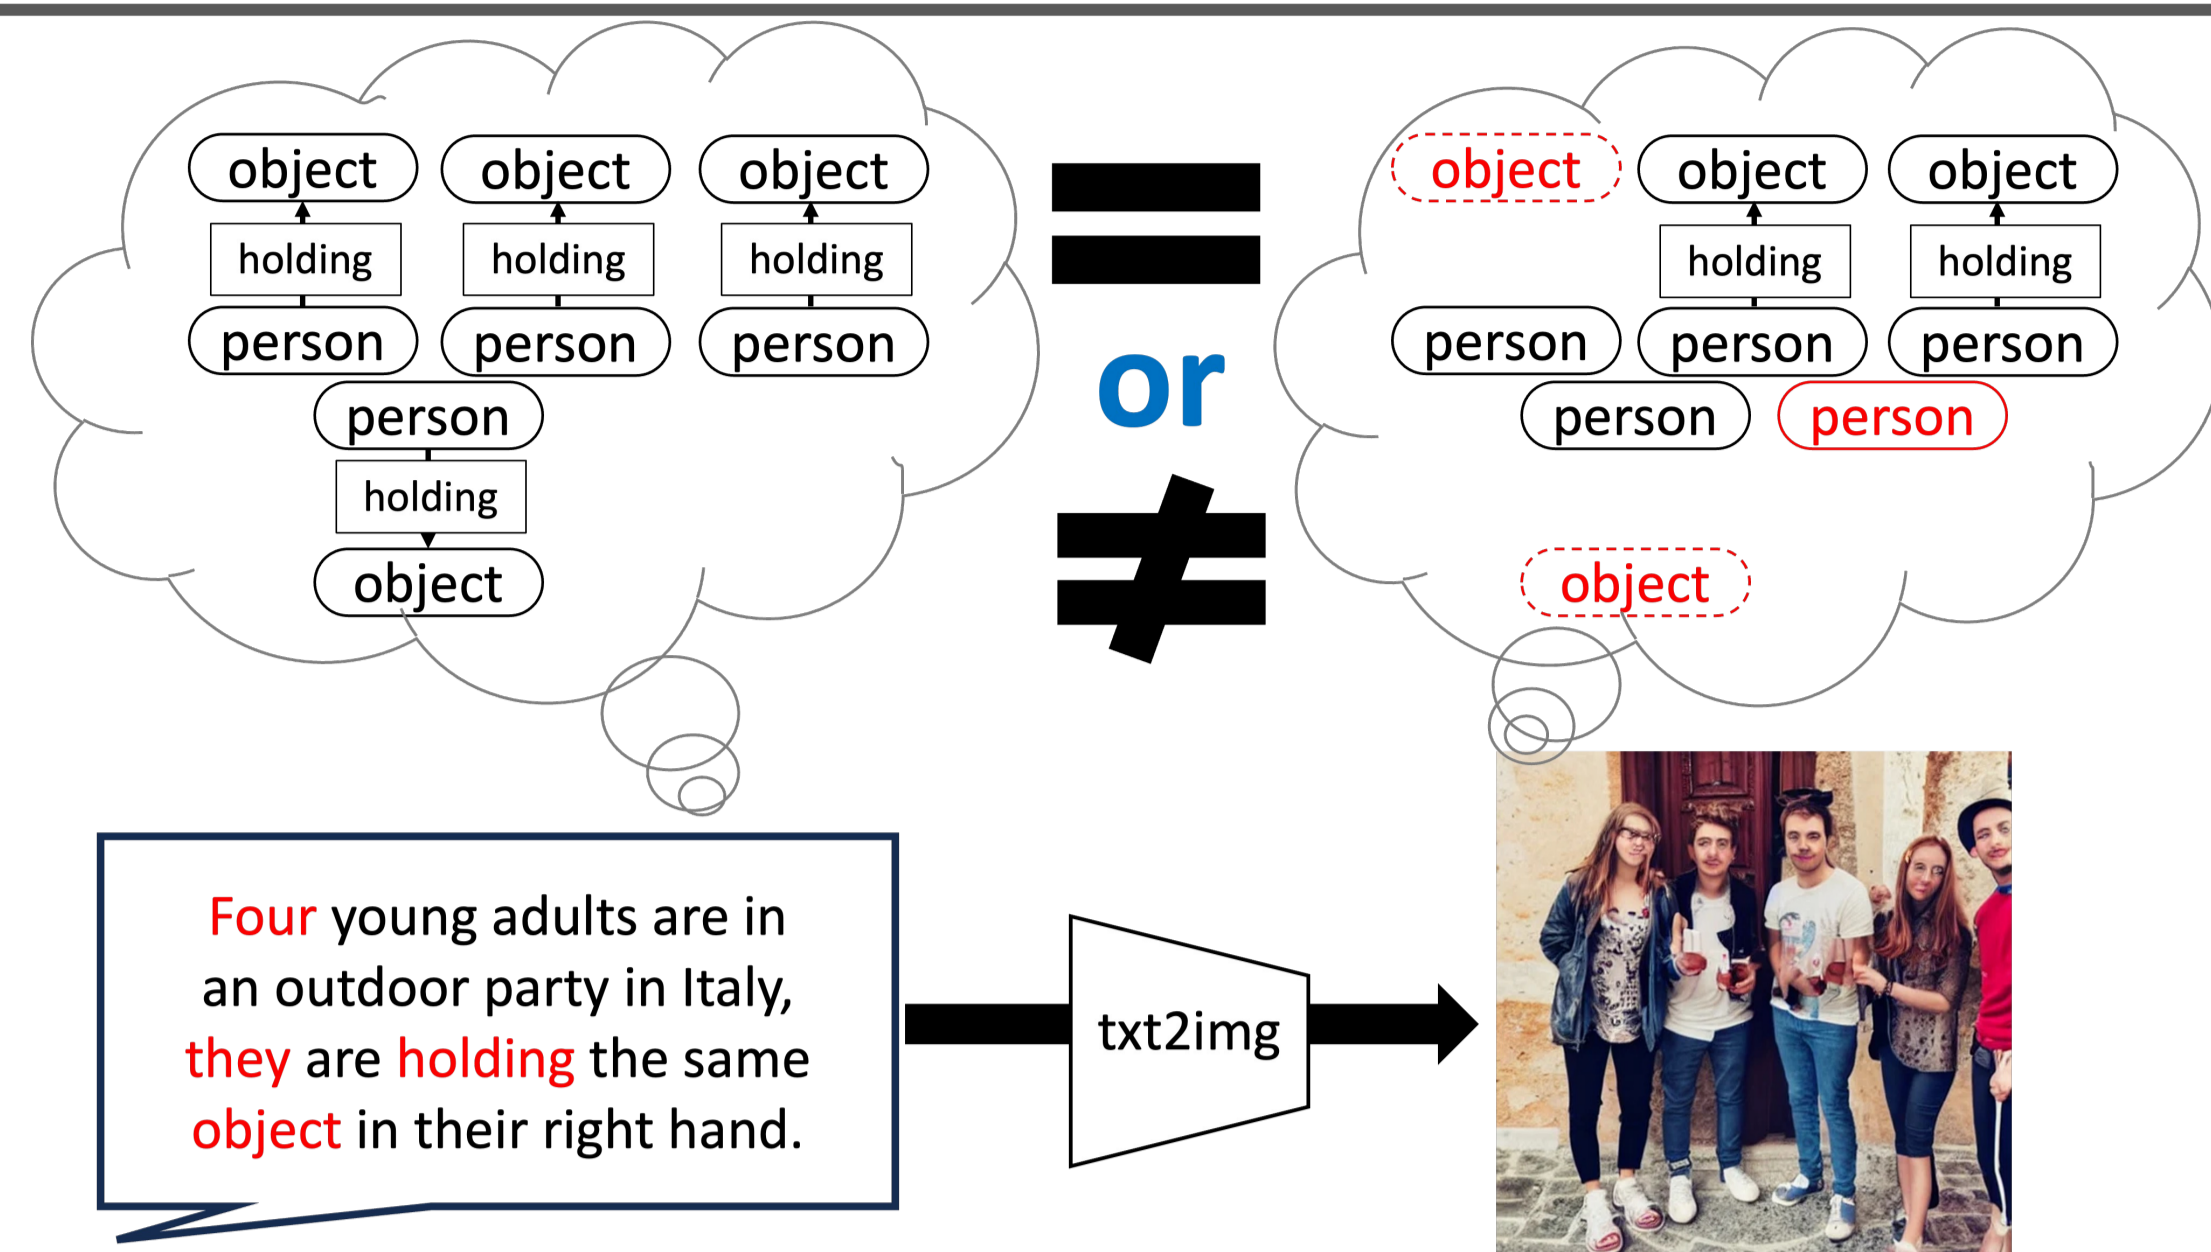 object object object
holding holding holding
person person person
person
holding
object
=
or
≠
object object object
holding holding
person person person
person person
object
Four young adults are in
an outdoor party in Italy,
they are holding the same
object in their right hand.
txt2img